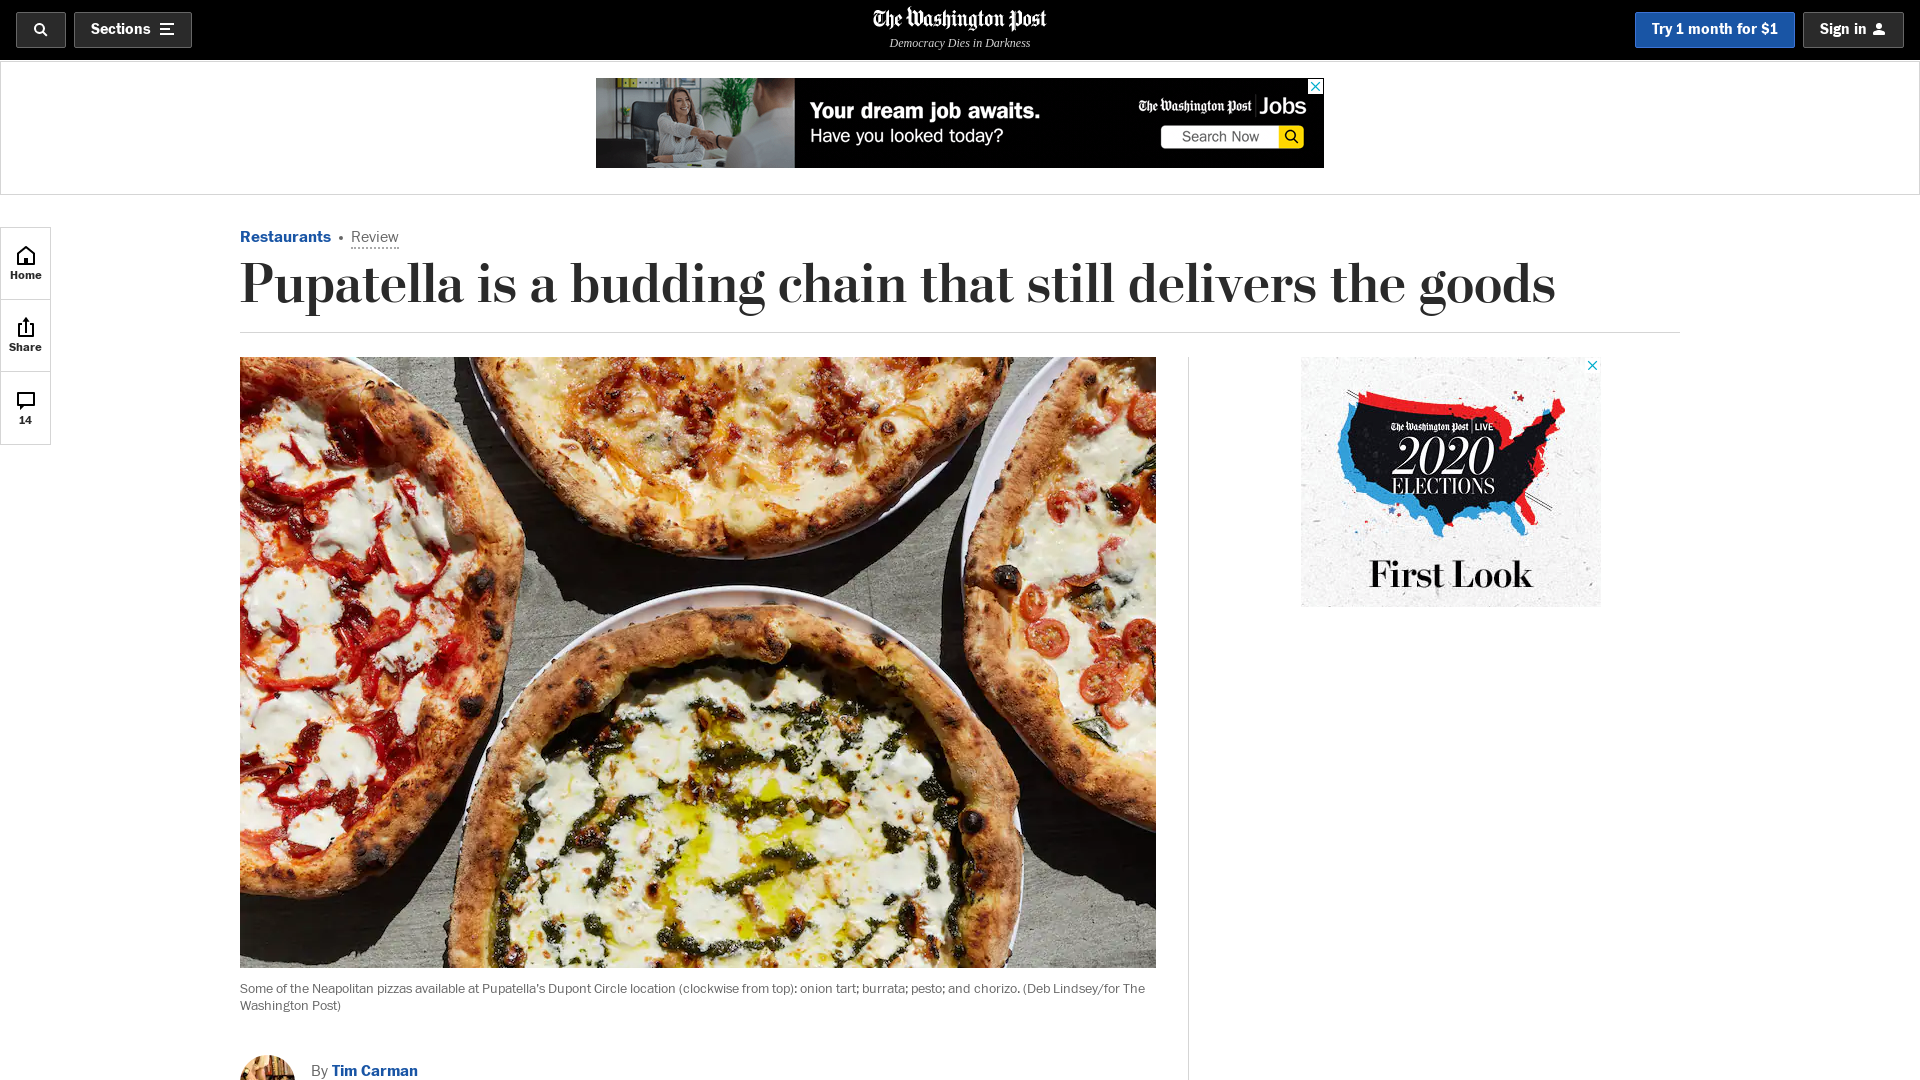 Sections
The Washington Post
Democracy Dies in Darkness
Try 1 month for $1
Sign in
Your dream job awaits.
Have you looked today?
The Washington Post Jobs
Search Now
Home
Share
14
Restaurants • Review
Pupatella is a budding chain that still delivers the goods
The Washington Post LIVE
2020
ELECTIONS
First Look
Some of the Neapolitan pizzas available at Pupatella's Dupont Circle location (clockwise from top): onion tart; burrata; pesto; and chorizo. (Deb Lindsey/for The
Washington Post)
By Tim Carman